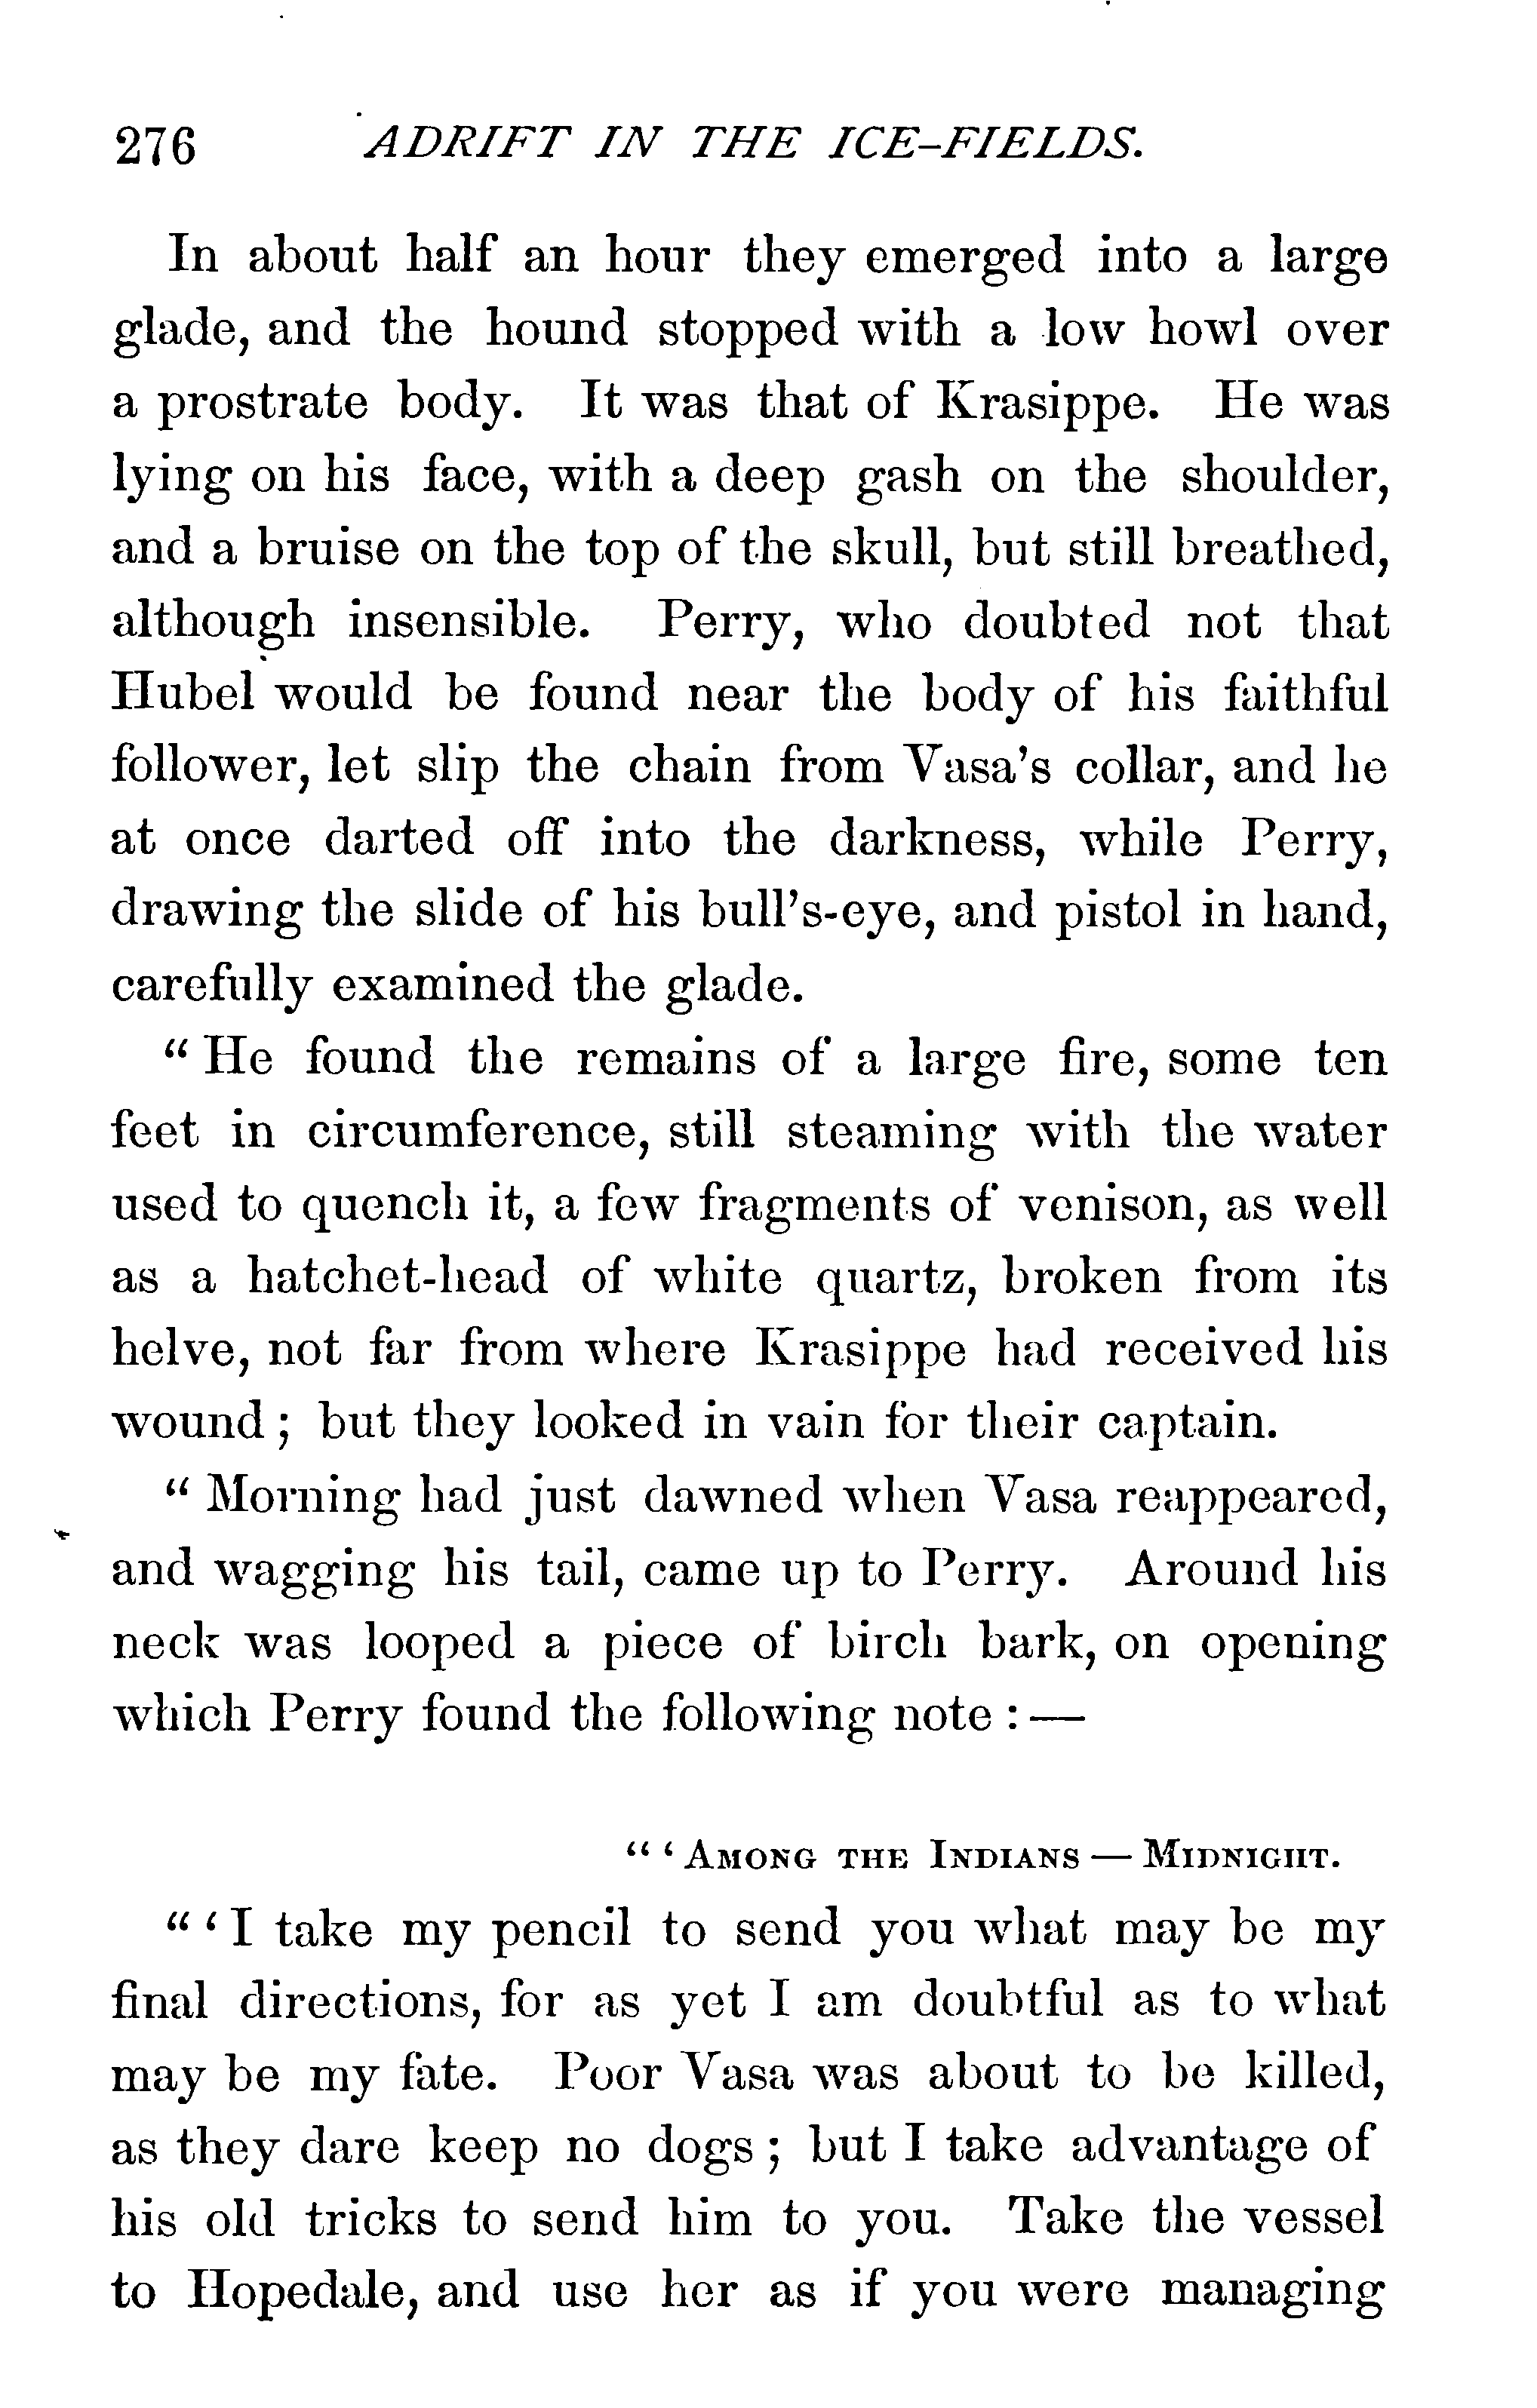 276 ADRIFT IN THE ICE-FIELDS.
In about half an hour they emerged into a large
glade, and the hound stopped with a low howl over
a prostrate body. It was that of Krasippe. He was
lying on his face, with a deep gash on the shoulder,
and a bruise on the top of the skull, but still breathed,
although insensible. Perry, who doubted not that
Hubel would be found near the body of his faithful
follower, let slip the chain from Vasa's collar, and he
at once darted off into the darkness, while Perry,
drawing the slide of his bull's-eye, and pistol in hand,
carefully examined the glade.
“He found the remains of a large fire, some ten
feet in circumference, still steaming with the water
used to quench it, a few fragments of venison, as well
as a hatchet-head of white quartz, broken from its
helve, not far from where Krasippe had received his
wound; but they looked in vain for their captain.
“Morning had just dawned when Vasa reappeared,
and wagging his tail, came up to Perry. Around his
neck was looped a piece of birch bark, on opening
which Perry found the following note:—
“‘AMONG THE INDIANS — MIDNIGHT.
“‘I take my pencil to send you what may be my
final directions, for as yet I am doubtful as to what
may be my fate. Poor Vasa was about to be killed,
as they dare keep no dogs; but I take advantage of
his old tricks to send him to you. Take the vessel
to Hopedale, and use her as if you were managing